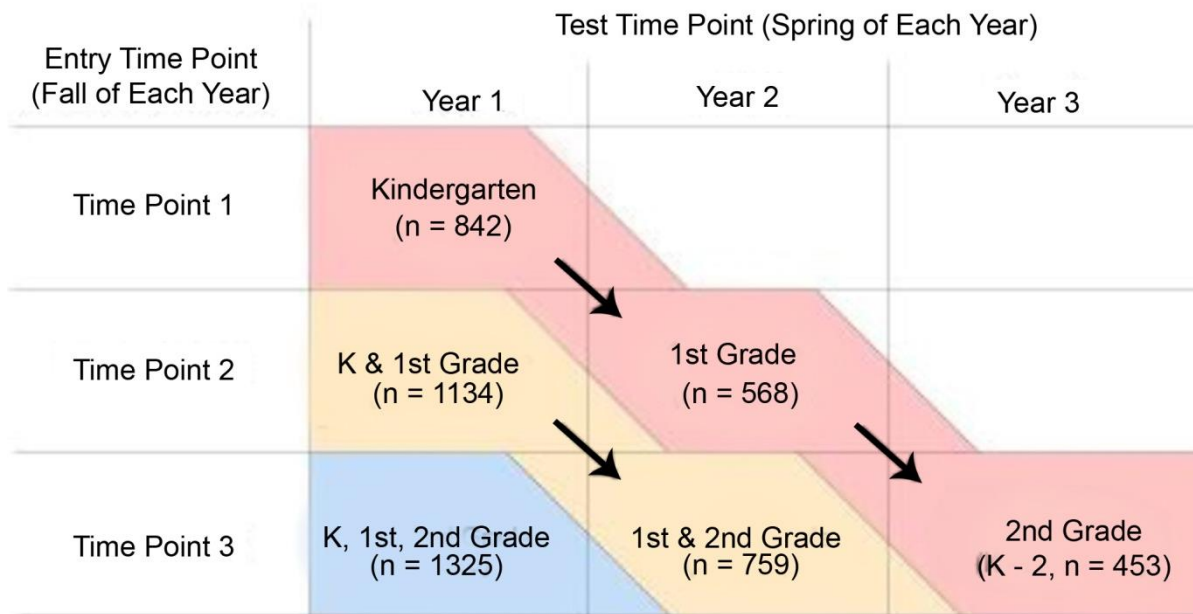 Test Time Point (Spring of Each Year)
Entry Time Point
(Fall of Each Year)
Year 1
Year 2
Year 3
Time Point 1
Kindergarten
(n = 842)
Time Point 2
K & 1st Grade
(n = 1134)
1st Grade
(n = 568)
Time Point 3
K, 1st, 2nd Grade
(n = 1325)
1st & 2nd Grade
(n = 759)
2nd Grade
(K - 2, n = 453)